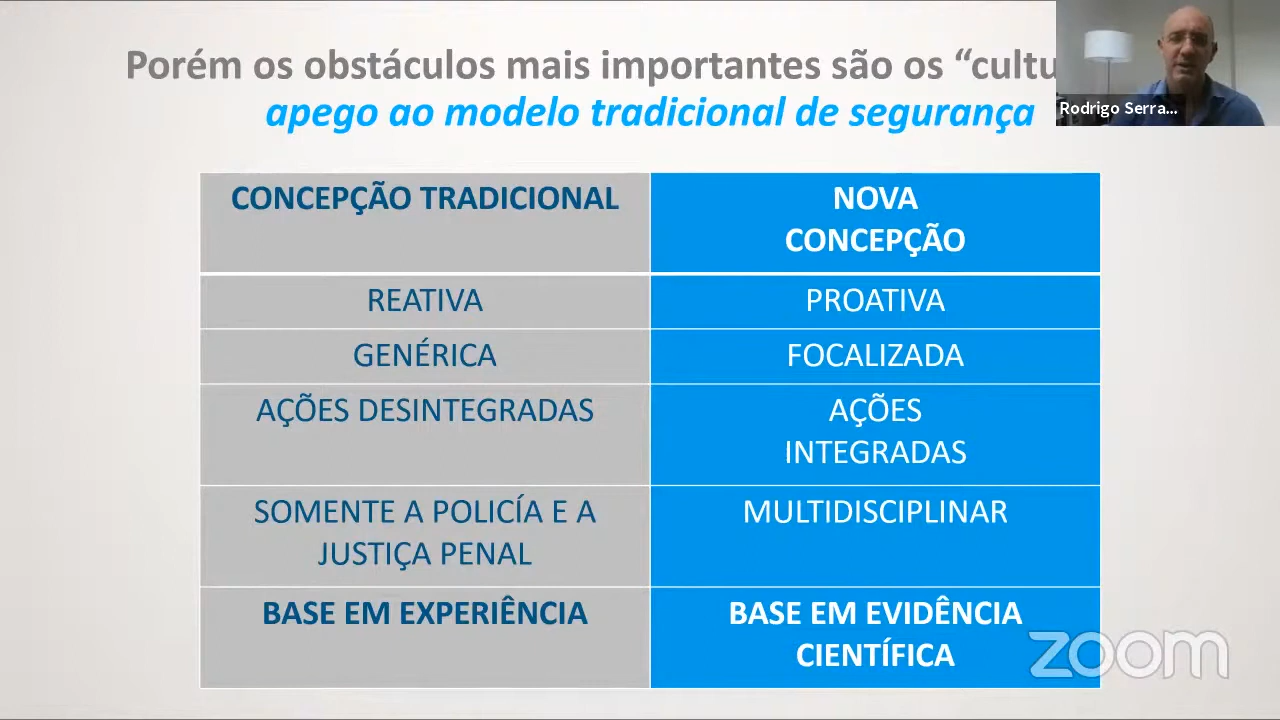 Porém os obstáculos mais importantes são os “cultu
apego ao modelo tradicional de segurança
Rodrigo Serra...
CONCEPÇÃO TRADICIONAL
NOVA
CONCEPÇÃO
REATIVA
PROATIVA
GENÉRICA
FOCALIZADA
AÇÕES DESINTEGRADAS
AÇÕES
INTEGRADAS
SOMENTE A POLICÍA E A
JUSTIÇA PENAL
MULTIDISCIPLINAR
BASE EM EXPERIÊNCIA
BASE EM EVIDÊNCIA
CIENTÍFICA
zoom